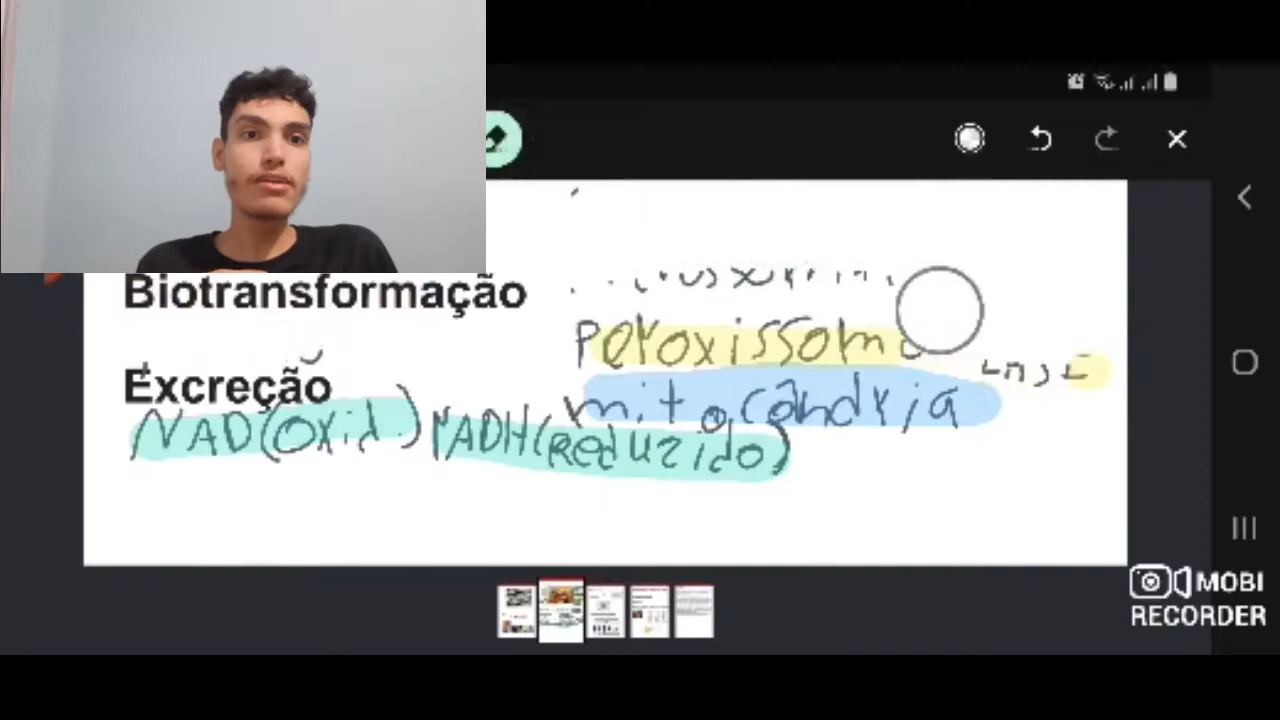 Biotransformação
Peroxissomo
Excreção
mitocôndria
NAD(oxid.) NADH(Reduzido)
MOBI
RECORDER